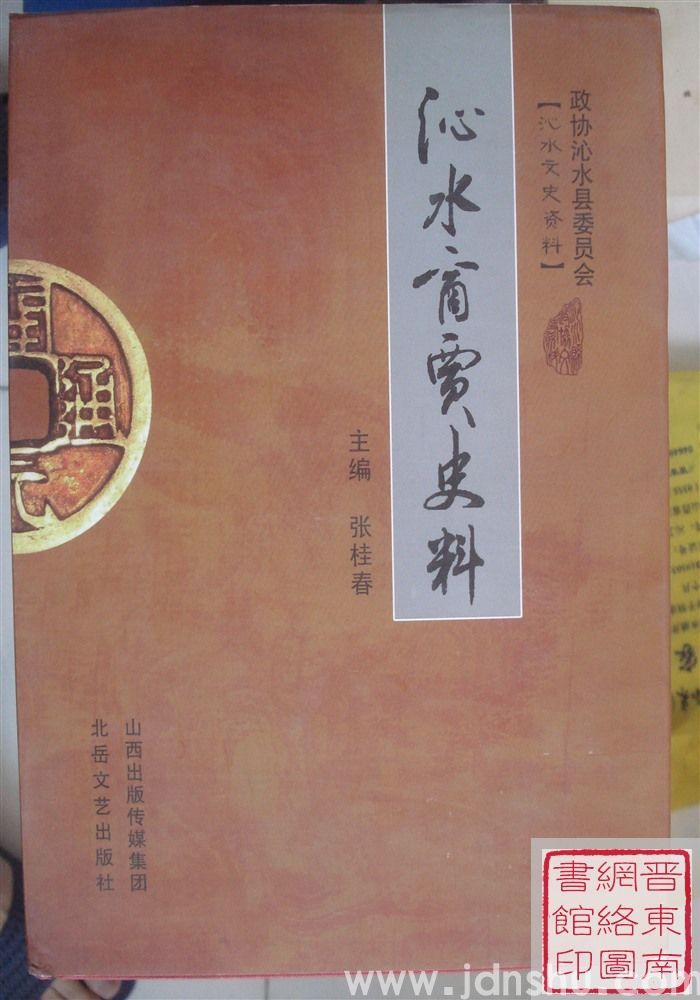 政协沁水县委员会
【沁水文史资料】
沁水商贾史料
主编 张桂春
山西出版传媒集团
北岳文艺出版社
晋東南
網絡圖
書館印
www.jdnshu.com